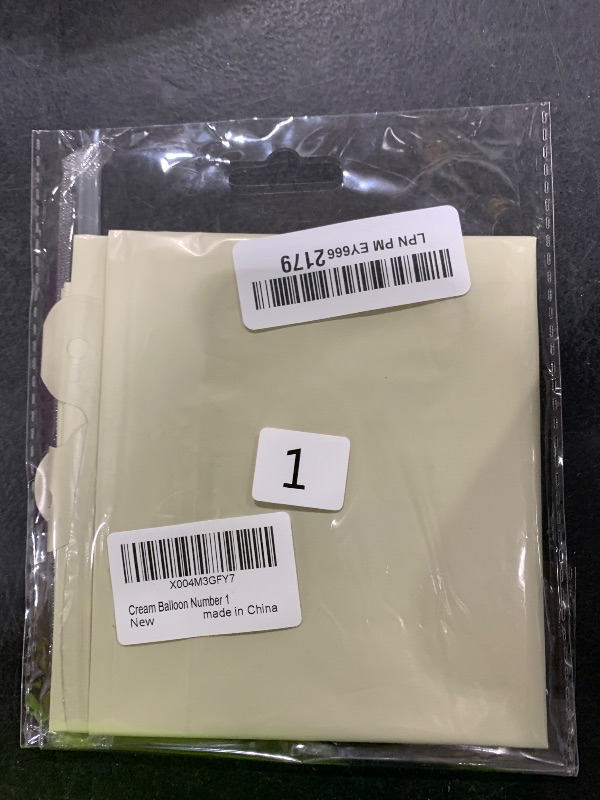 LPN PM EY666 2179
1
X004M3GFY7
Cream Balloon Number 1
New made in China